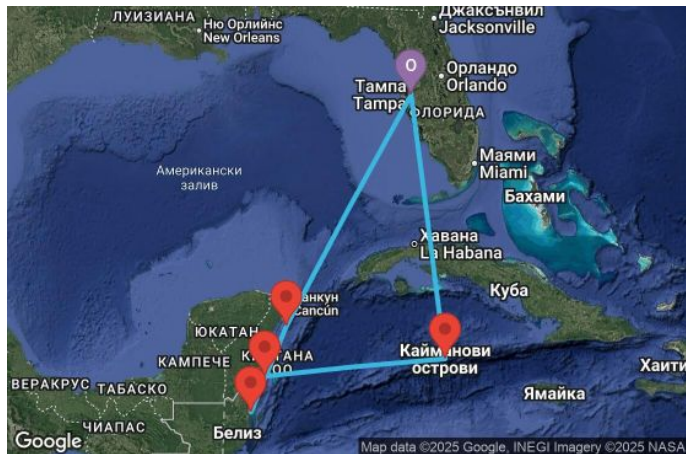 ЛУИЗИАНА
Ню Орлийнс
New Orleans
Джаксънвил
Jacksonville
О
Орландо
Orlando
Тампа
Tampa
ФЛОРИДА
Маями
Miami
Американски
залив
Бахами
Хавана
La Habana
Куба
Канкун
Cancún
ЮКАТАН
КАМПЕЧЕ
Кайманови
острови
ВЕРАКРУС
ТАБАСКО
ЧИАПАС
Белиз
Ямайка
Хаити
Google
Map data ©2025 Google, INEGI Imagery ©2025 NASA